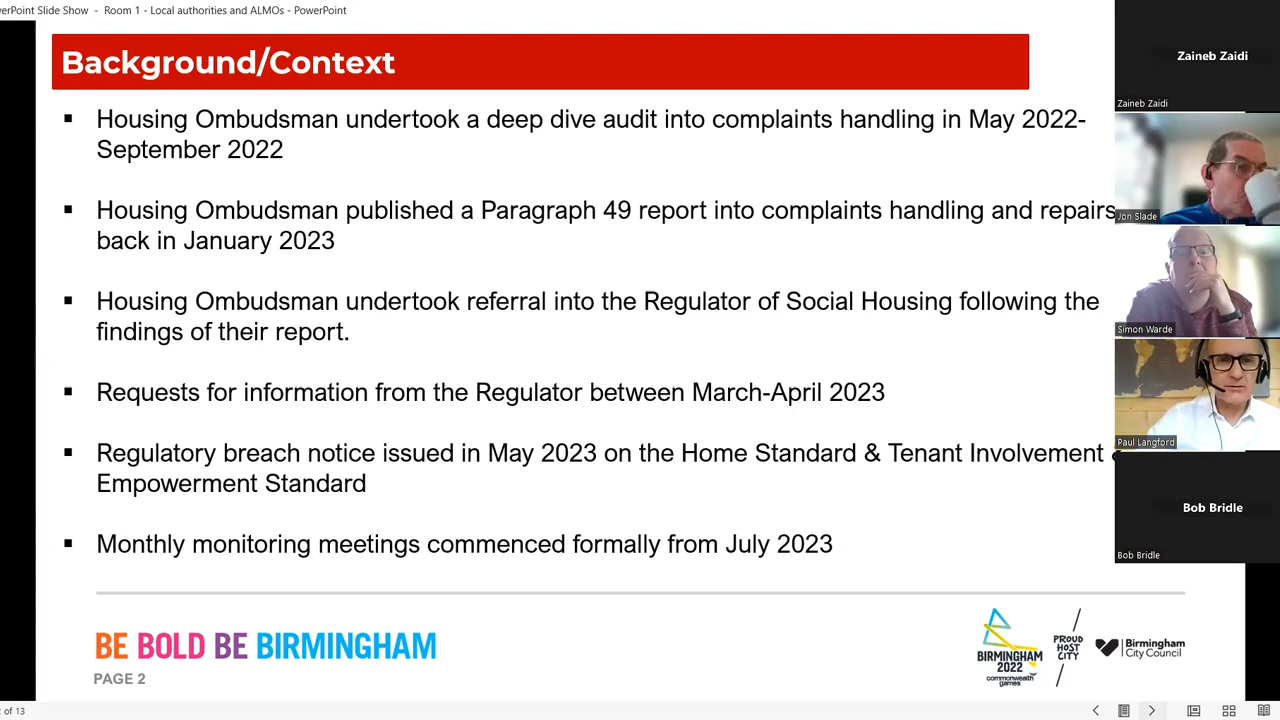 PowerPoint Slide Show - Room 1 - Local authorities and ALMOs - PowerPoint
Background/Context
▪ Housing Ombudsman undertook a deep dive audit into complaints handling in May 2022-
September 2022
▪ Housing Ombudsman published a Paragraph 49 report into complaints handling and repairs
back in January 2023
▪ Housing Ombudsman undertook referral into the Regulator of Social Housing following the
findings of their report.
▪ Requests for information from the Regulator between March-April 2023
▪ Regulatory breach notice issued in May 2023 on the Home Standard & Tenant Involvement
Empowerment Standard
▪ Monthly monitoring meetings commenced formally from July 2023
BE BOLD BE BIRMINGHAM
PAGE 2
BIRMINGHAM
2022
commonwealth
games
PROUD
HOST
CITY
Birmingham
City Council
of 13
Zaineb Zaidi
Zaineb Zaidi
Jon Slade
Simon Warde
Paul Langford
Bob Bridle
Bob Bridle